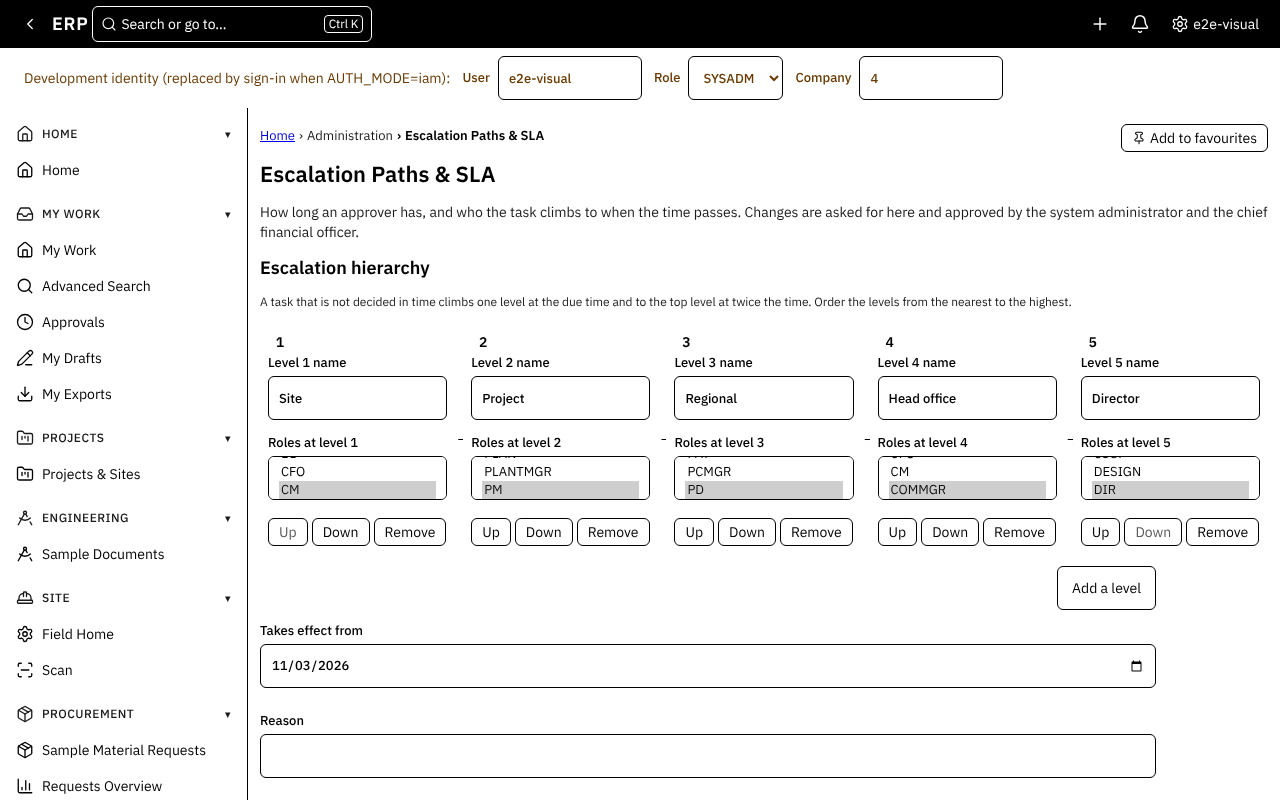 ERP
Search or go to...
Ctrl K
e2e-visual
Development identity (replaced by sign-in when AUTH_MODE=iam):
User
e2e-visual
Role
SYSADM
Company
4
HOME
Home
MY WORK
My Work
Advanced Search
Approvals
My Drafts
My Exports
PROJECTS
Projects & Sites
ENGINEERING
Sample Documents
SITE
Field Home
Scan
PROCUREMENT
Sample Material Requests
Requests Overview
Home › Administration › Escalation Paths & SLA
Add to favourites
Escalation Paths & SLA
How long an approver has, and who the task climbs to when the time passes. Changes are asked for here and approved by the system administrator and the chief
financial officer.
Escalation hierarchy
A task that is not decided in time climbs one level at the due time and to the top level at twice the time. Order the levels from the nearest to the highest.
1
Level 1 name
Site
Roles at level 1
CFO
CM
Up Down Remove
2
Level 2 name
Project
Roles at level 2
PLANTMGR
PM
Up Down Remove
3
Level 3 name
Regional
Roles at level 3
PCMGR
PD
Up Down Remove
4
Level 4 name
Head office
Roles at level 4
CM
COMMGR
Up Down Remove
5
Level 5 name
Director
Roles at level 5
DESIGN
DIR
Up Down Remove
Add a level
Takes effect from
11/03/2026
Reason